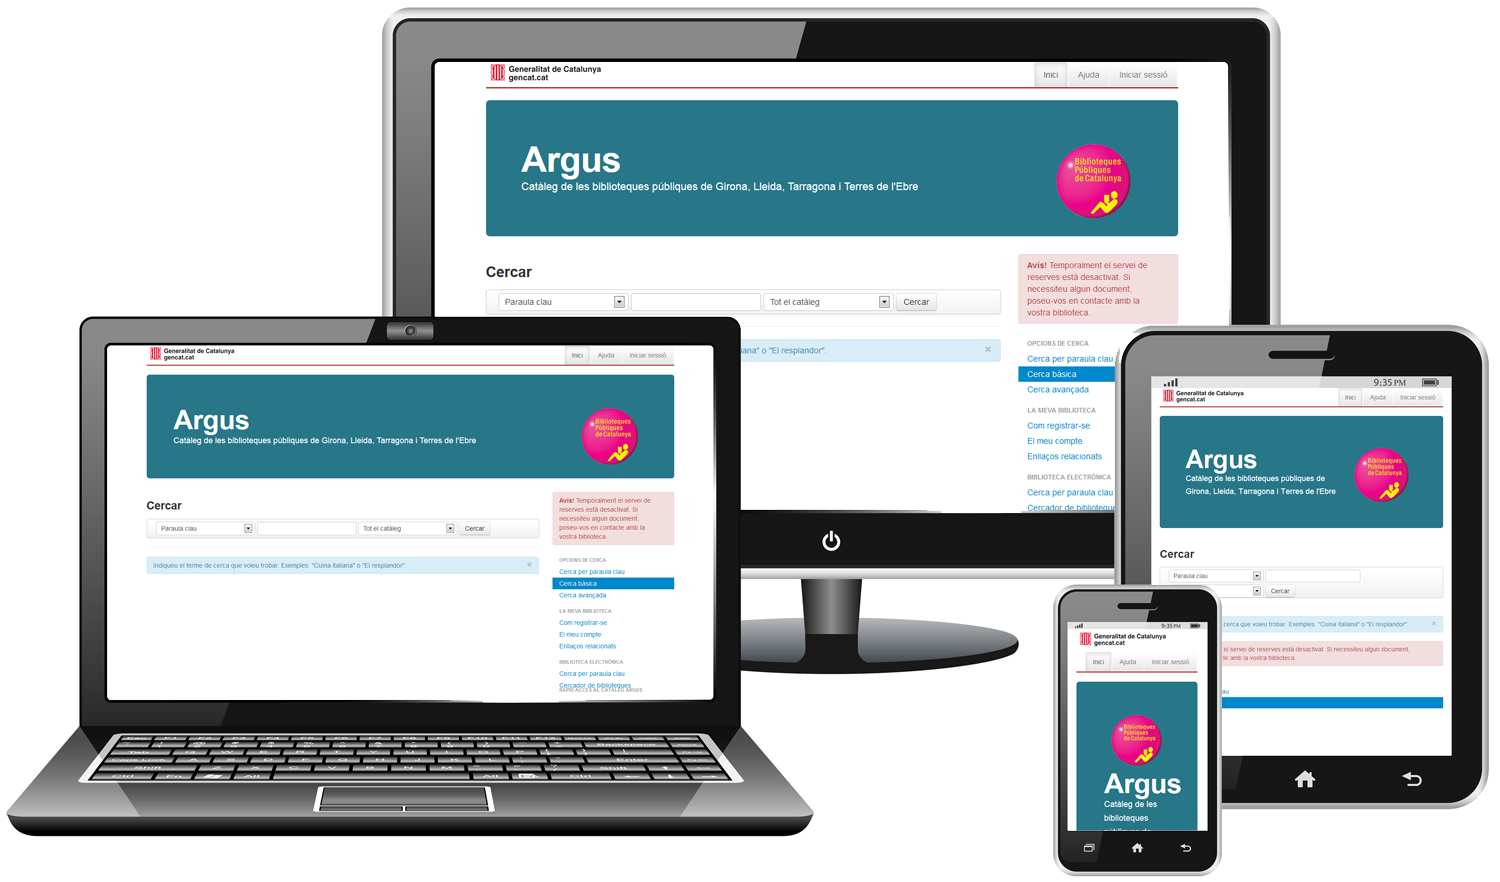 Generalitat de Catalunya
gencat.cat
Inici
Ajuda
Iniciar sessió
Argus
Catàleg de les biblioteques públiques de Girona, Lleida, Tarragona i Terres de l'Ebre
Biblioteques
Públiques
de Catalunya
Cercar
Paraula clau
Tot el catàleg
Cercar
Avís! Temporalment el servei de
reserves està desactivat. Si
necessiteu algun document,
poseu-vos en contacte amb la
vostra biblioteca.
o "El resplandor".
×
OPCIONS DE CERCA
Cerca per paraula clau
Cerca bàsica
Cerca avançada
LA MEVA BIBLIOTECA
Com registrar-se
El meu compte
Enllaços relacionats
BIBLIOTECA ELECTRÒNICA
Cerca per paraula clau
Cercador de biblioteques
Generalitat de Catalunya
gencat.cat
Inici
Ajuda
Iniciar sessió
Argus
Catàleg de les biblioteques públiques de Girona, Lleida, Tarragona i Terres de l'Ebre
Biblioteques
Públiques
de Catalunya
Cercar
Paraula clau
Tot el catàleg
Cercar
Avís! Temporalment el servei de
reserves està desactivat. Si
necessiteu algun document,
poseu-vos en contacte amb la
vostra biblioteca.
Indiqueu el terme de cerca que voleu trobar. Exemples: "Cuina italiana" o "El resplandor".
×
OPCIONS DE CERCA
Cerca per paraula clau
Cerca bàsica
Cerca avançada
LA MEVA BIBLIOTECA
Com registrar-se
El meu compte
Enllaços relacionats
BIBLIOTECA ELECTRÒNICA
Cerca per paraula clau
Cercador de biblioteques
RÀPID ACCÉS AL CATÀLEG ARGUS
9:35 PM
Generalitat de Catalunya
gencat.cat
Inici
Ajuda
Iniciar sessió
Argus
Catàleg de les biblioteques públiques de
Girona, Lleida, Tarragona i Terres de l'Ebre
Biblioteques
Públiques
de Catalunya
Cercar
Paraula clau
Cercar
cerca que voleu trobar. Exemples: "Cuina italiana" o "El resplandor".
×
el servei de reserves està desactivat. Si necessiteu algun document,
amb la vostra biblioteca.
9:35 PM
Generalitat de Catalunya
gencat.cat
Inici
Ajuda
Iniciar sessió
Biblioteques
Públiques
de Catalunya
Argus
Catàleg de les
biblioteques
públiques de